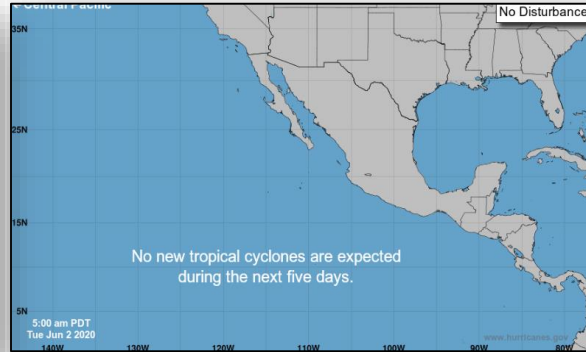 Central Pacific
No Disturbance
35N
25N
15N
No new tropical cyclones are expected
during the next five days.
5N
5:00 am PDT
Tue Jun 2 2020
www.hurricanes.gov
140W
130W
120W
110W
100W
90W
80W